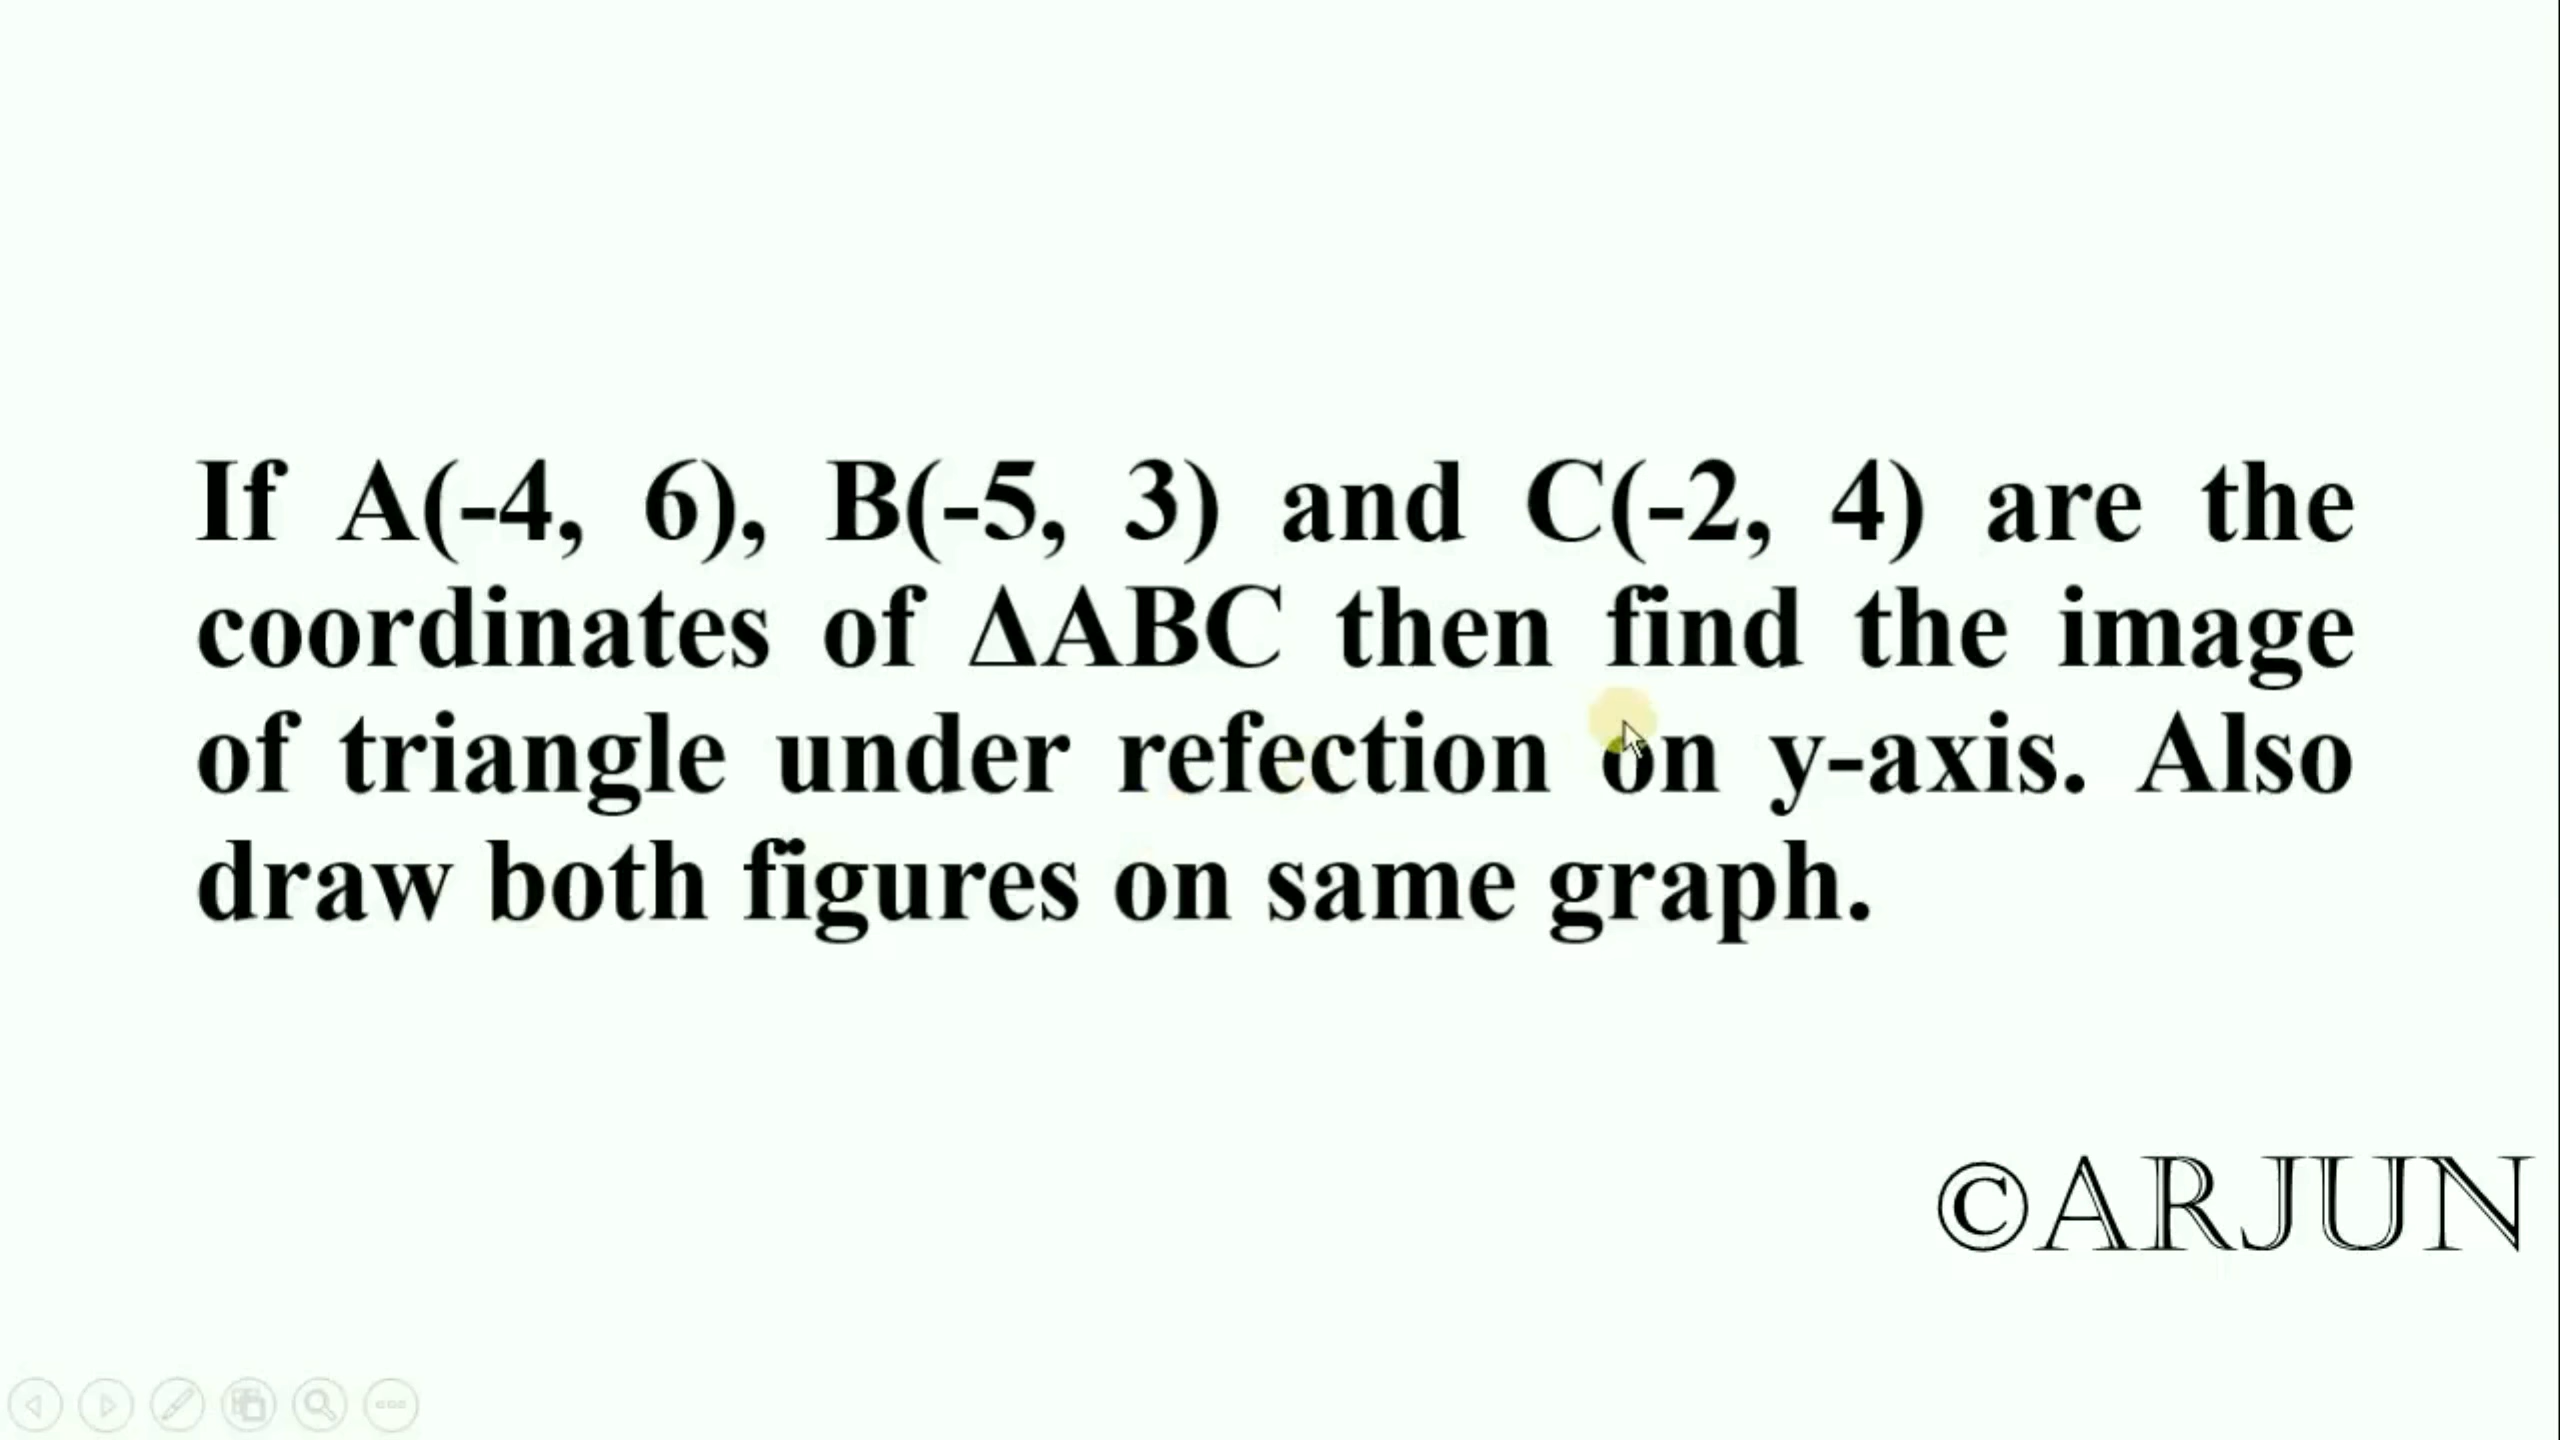 If A(-4, 6), B(-5, 3) and C(-2, 4) are the
coordinates of ΔABC then find the image
of triangle under refection on y-axis. Also
draw both figures on same graph.
©ARJUN